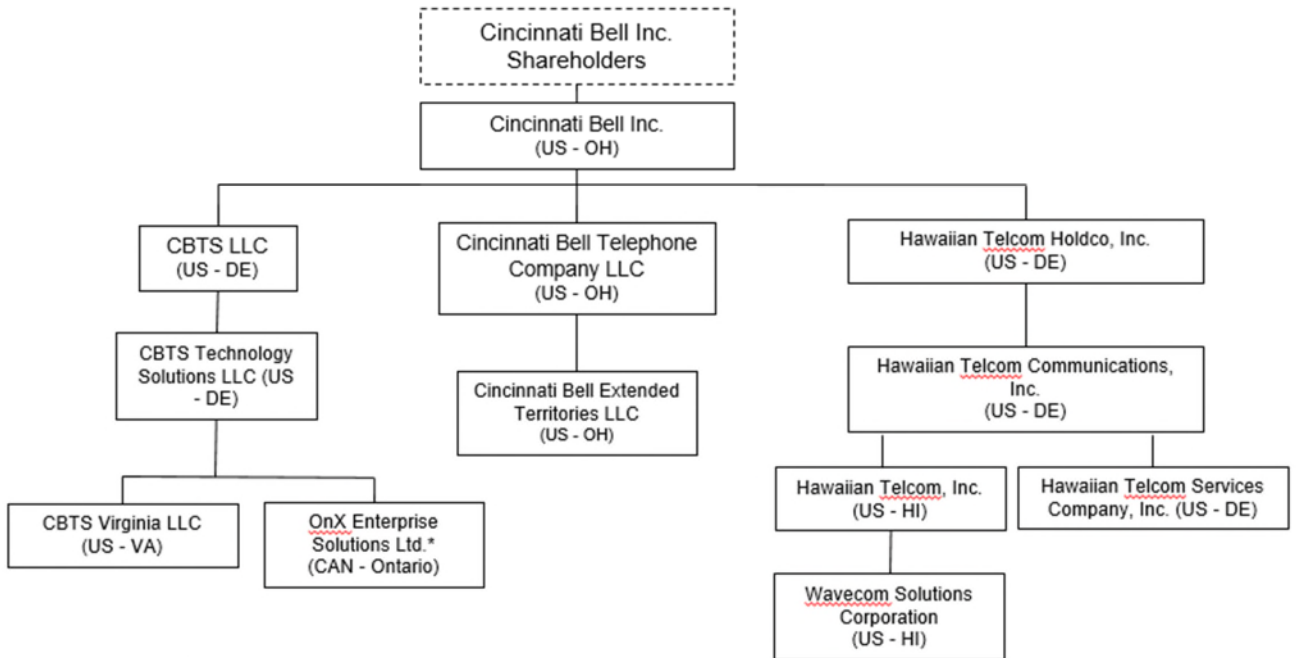 Cincinnati Bell Inc.
Shareholders
Cincinnati Bell Inc.
(US - OH)
CBTS LLC
(US - DE)
Cincinnati Bell Telephone
Company LLC
(US - OH)
Hawaiian Telcom Holdco, Inc.
(US - DE)
CBTS Technology
Solutions LLC (US
- DE)
Cincinnati Bell Extended
Territories LLC
(US - OH)
Hawaiian Telcom Communications,
Inc.
(US - DE)
CBTS Virginia LLC
(US - VA)
OnX Enterprise
Solutions Ltd.*
(CAN - Ontario)
Hawaiian Telcom, Inc.
(US - HI)
Hawaiian Telcom Services
Company, Inc. (US - DE)
Wavecom Solutions
Corporation
(US - HI)